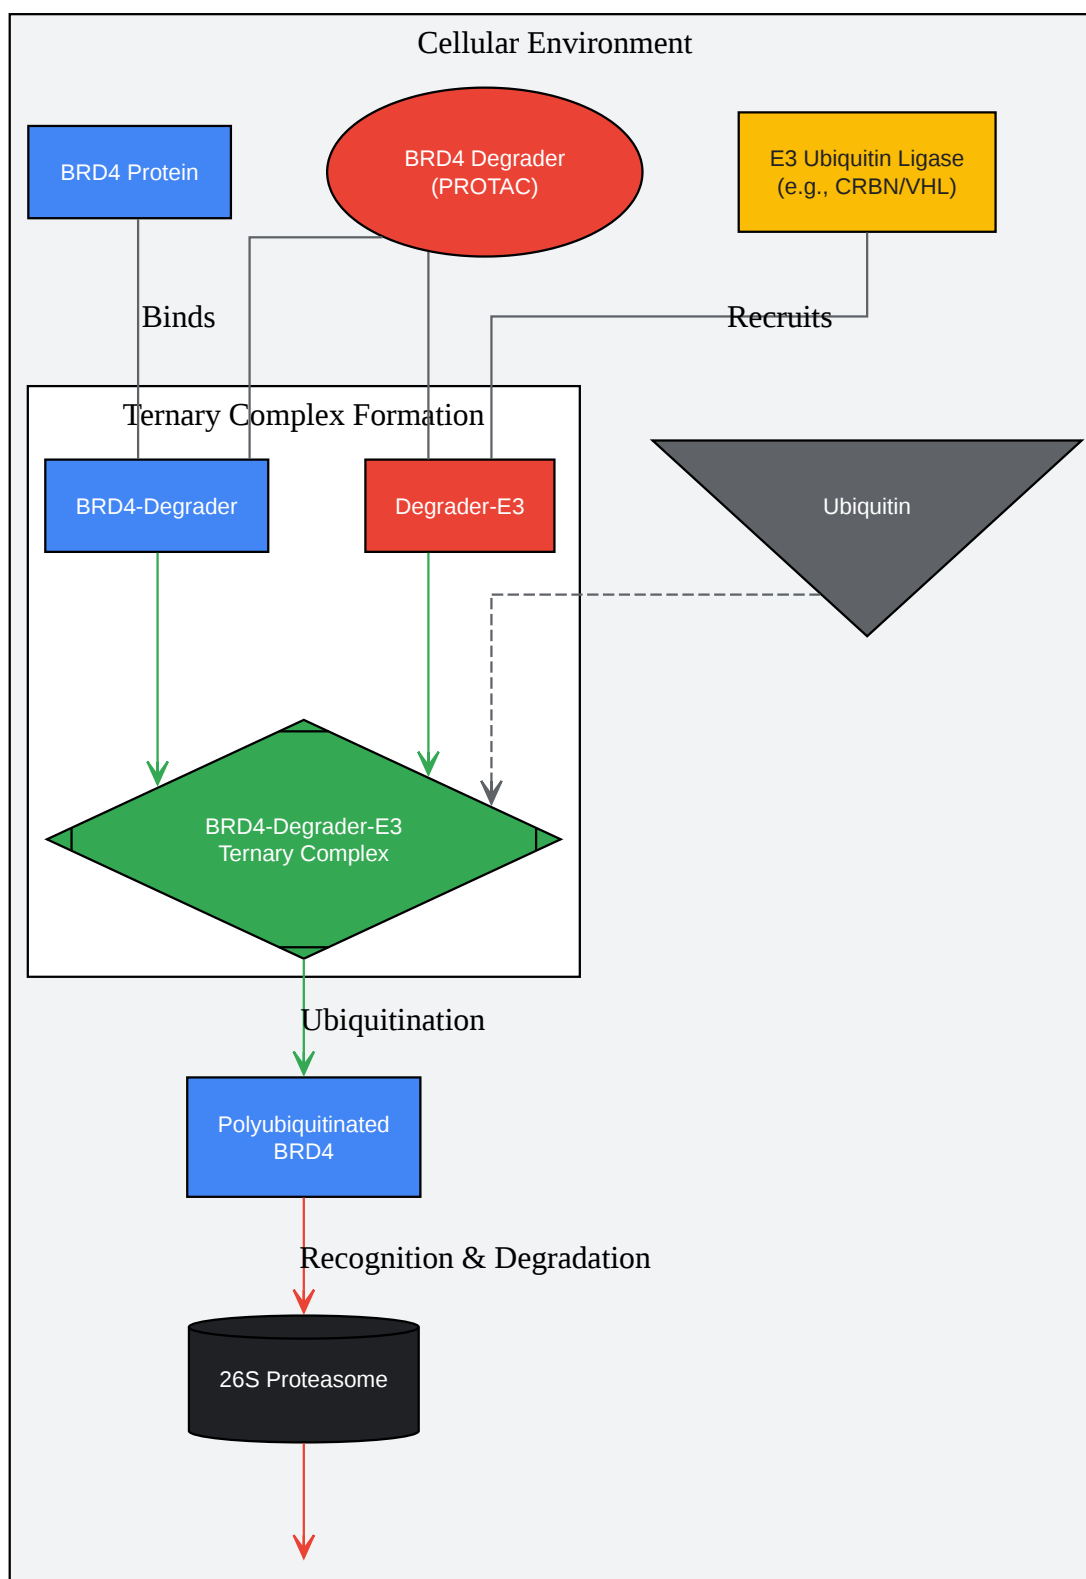 Cellular Environment
BRD4 Protein
BRD4 Degrader
(PROTAC)
E3 Ubiquitin Ligase
(e.g., CRBN/VHL)
Binds
Recruits
Ternary Complex Formation
BRD4-Degrader
Degrader-E3
Ubiquitin
BRD4-Degrader-E3
Ternary Complex
Ubiquitination
Polyubiquitinated
BRD4
Recognition & Degradation
26S Proteasome